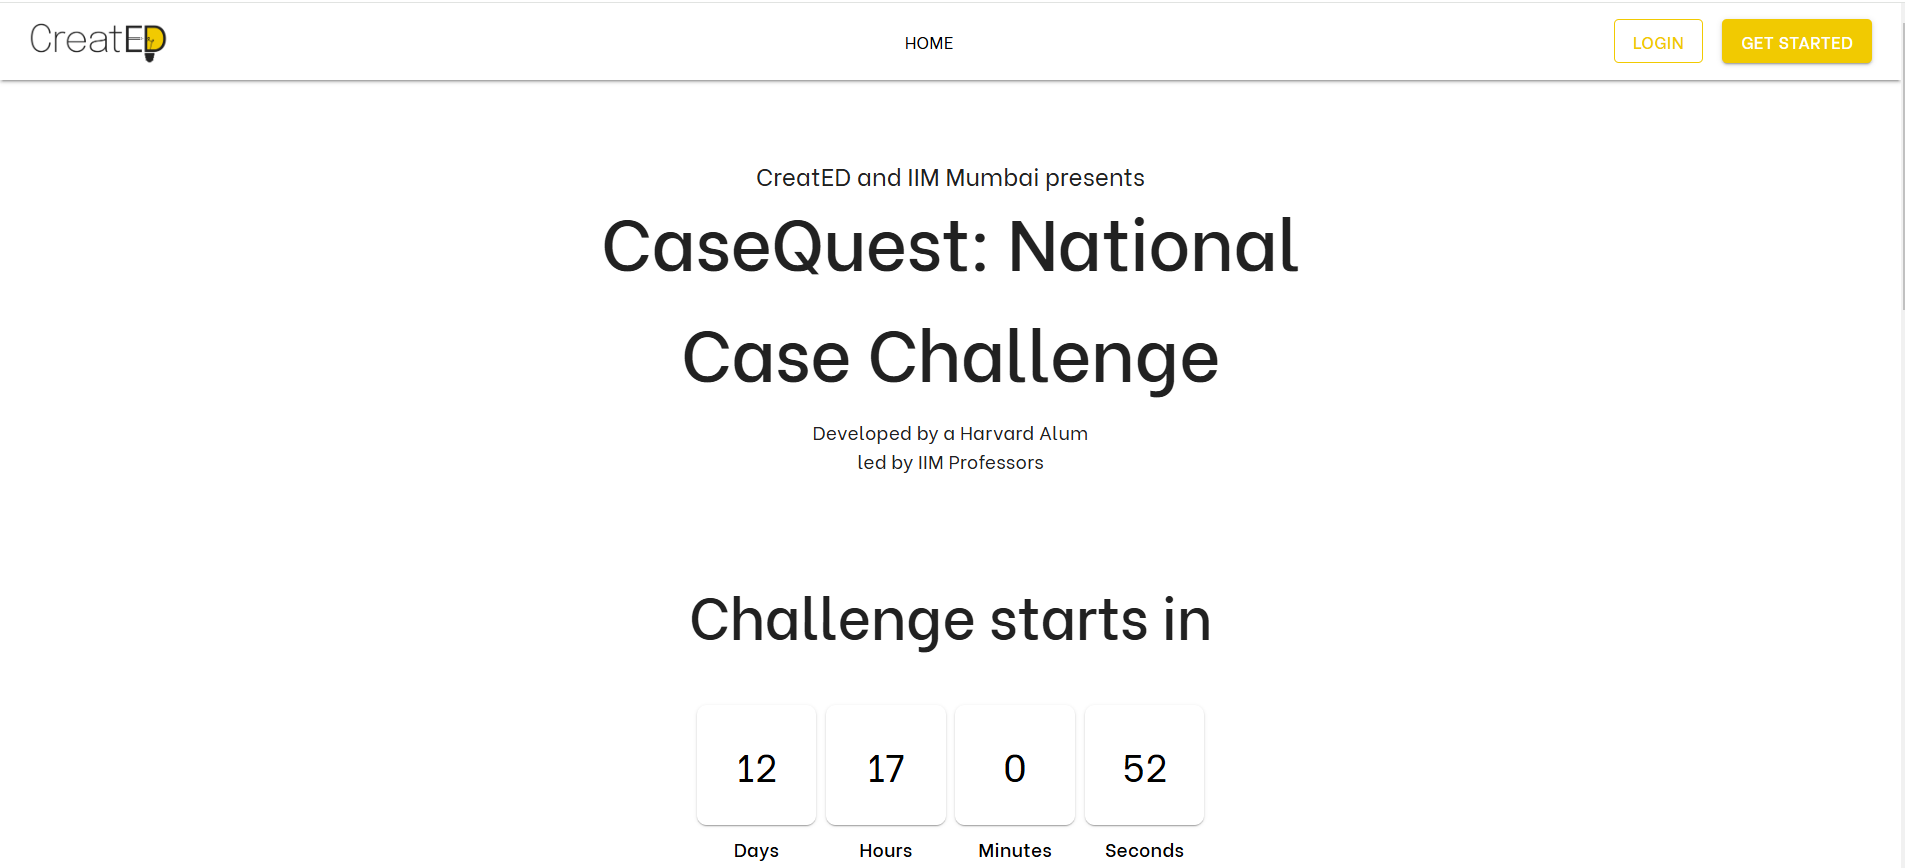 CreatED
HOME
LOGIN
GET STARTED
CreatED and IIM Mumbai presents
CaseQuest: National
Case Challenge
Developed by a Harvard Alum
led by IIM Professors
Challenge starts in
12 17 0 52
Days Hours Minutes Seconds